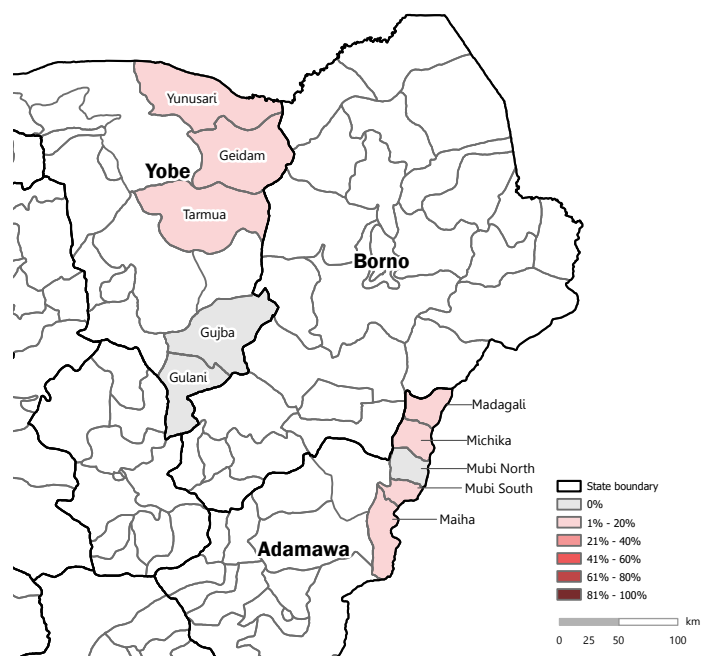 Yunusari
Geidam
Yobe
Tarmua
Borno
Gujba
Gulani
Madagali
Michika
Mubi North
Mubi South
Maiha
Adamawa
State boundary
0%
1% - 20%
21% - 40%
41% - 60%
61% - 80%
81% - 100%
km
0 25 50 100